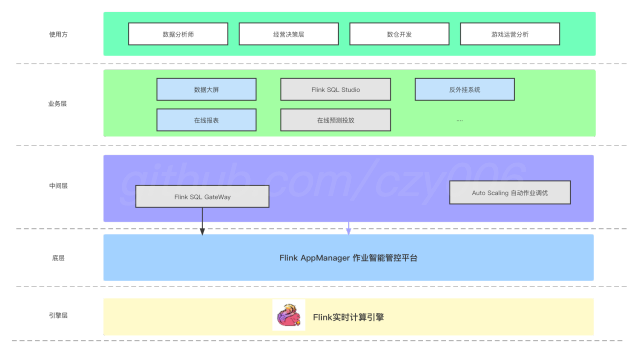 使用方
数据分析师
经营决策层
数仓开发
游戏运营分析
业务层
数据大屏
Flink SQL Studio
反外挂系统
在线报表
在线预测投放
....
中间层
github.com/czy006
Flink SQL GateWay
Auto Scaling 自动作业调优
底层
Flink AppManager 作业智能管控平台
引擎层
Flink实时计算引擎